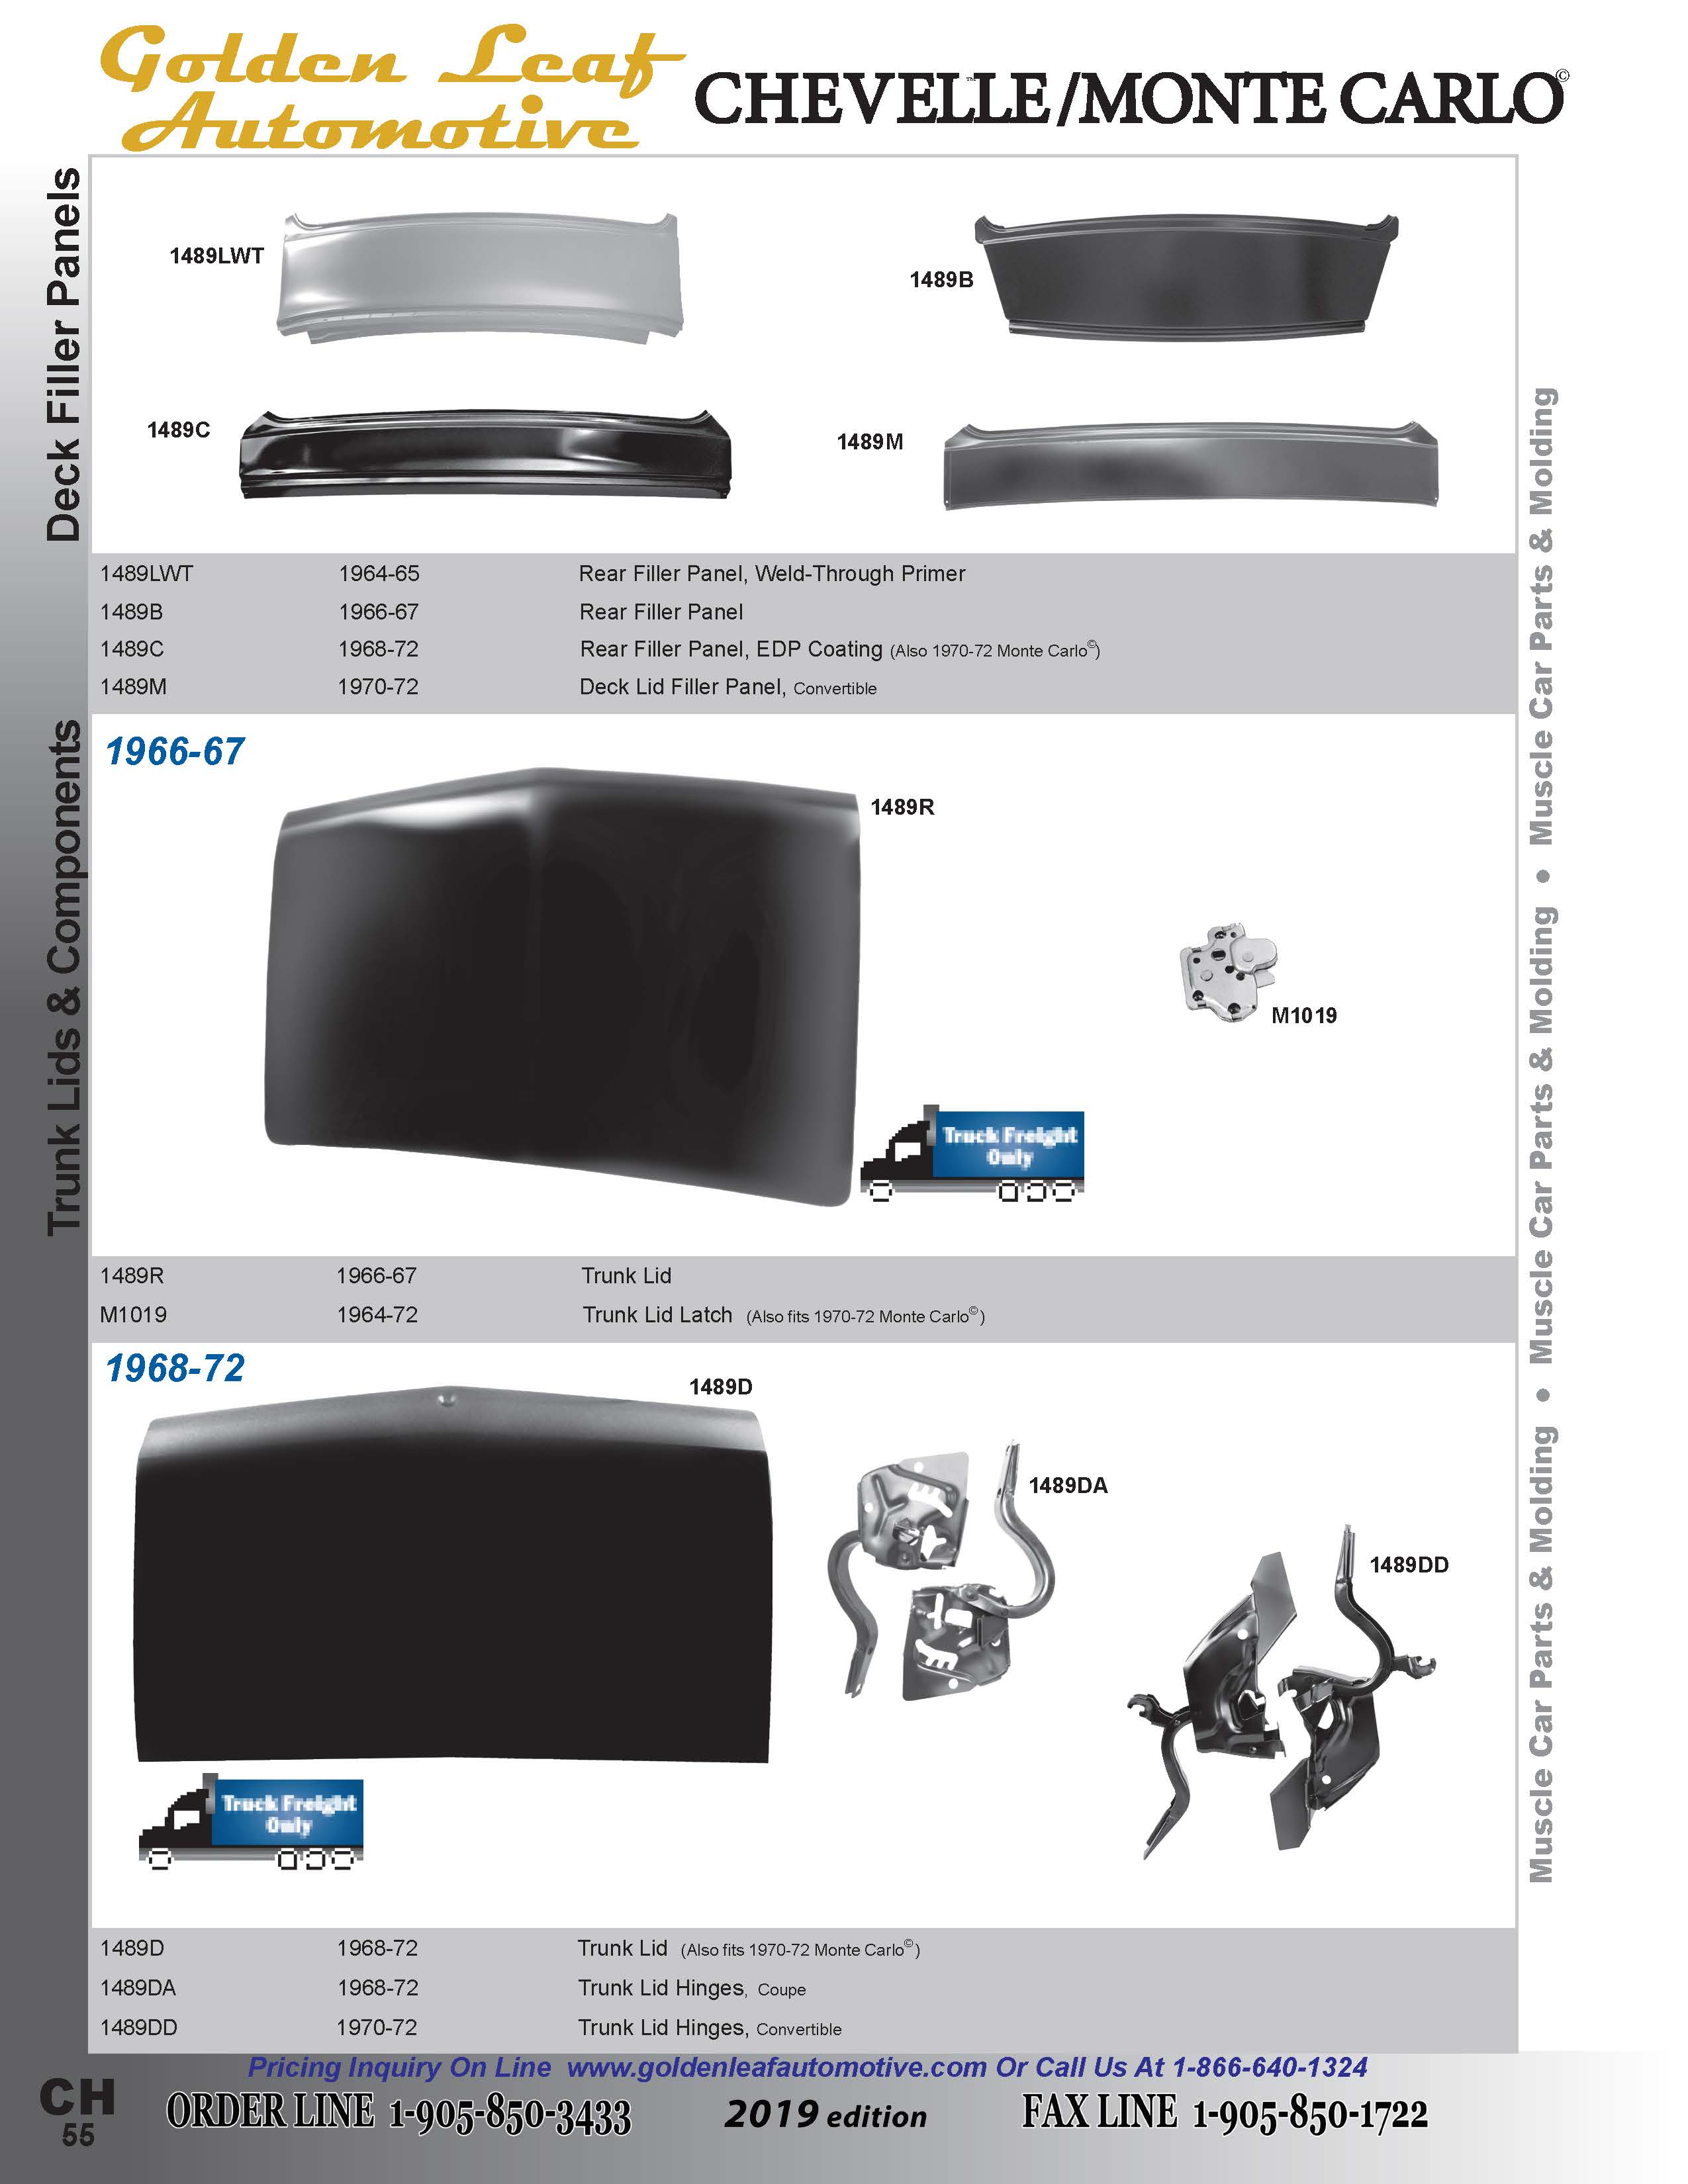 Golden Leaf
Automotive
CHEVELLE/MONTE CARLO©
™
Deck Filler Panels
1489LWT
1489B
1489C
1489M
1489LWT 1964-65 Rear Filler Panel, Weld-Through Primer
1489B 1966-67 Rear Filler Panel
1489C 1968-72 Rear Filler Panel, EDP Coating (Also 1970-72 Monte Carlo©)
1489M 1970-72 Deck Lid Filler Panel, Convertible
Trunk Lids & Components
1966-67
1489R
M1019
Truck Freight
Only
1489R 1966-67 Trunk Lid
M1019 1964-72 Trunk Lid Latch (Also fits 1970-72 Monte Carlo©)
1968-72
1489D
1489DA
1489DD
Truck Freight
Only
1489D 1968-72 Trunk Lid (Also fits 1970-72 Monte Carlo©)
1489DA 1968-72 Trunk Lid Hinges, Coupe
1489DD 1970-72 Trunk Lid Hinges, Convertible
Muscle Car Parts & Molding • Muscle Car Parts & Molding • Muscle Car Parts & Molding
Pricing Inquiry On Line www.goldenleafautomotive.com Or Call Us At 1-866-640-1324
CH
55
ORDER LINE 1-905-850-3433 2019 edition FAX LINE 1-905-850-1722